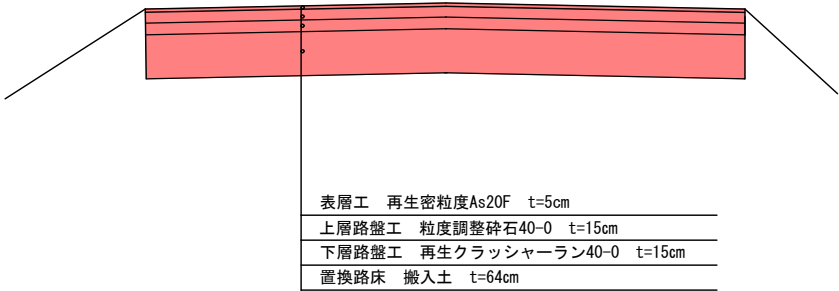 表層工　再生密粒度As20F　t=5cm
上層路盤工　粒度調整砕石40-0　t=15cm
下層路盤工　再生クラッシャーラン40-0　t=15cm
置換路床　搬入土　t=64cm